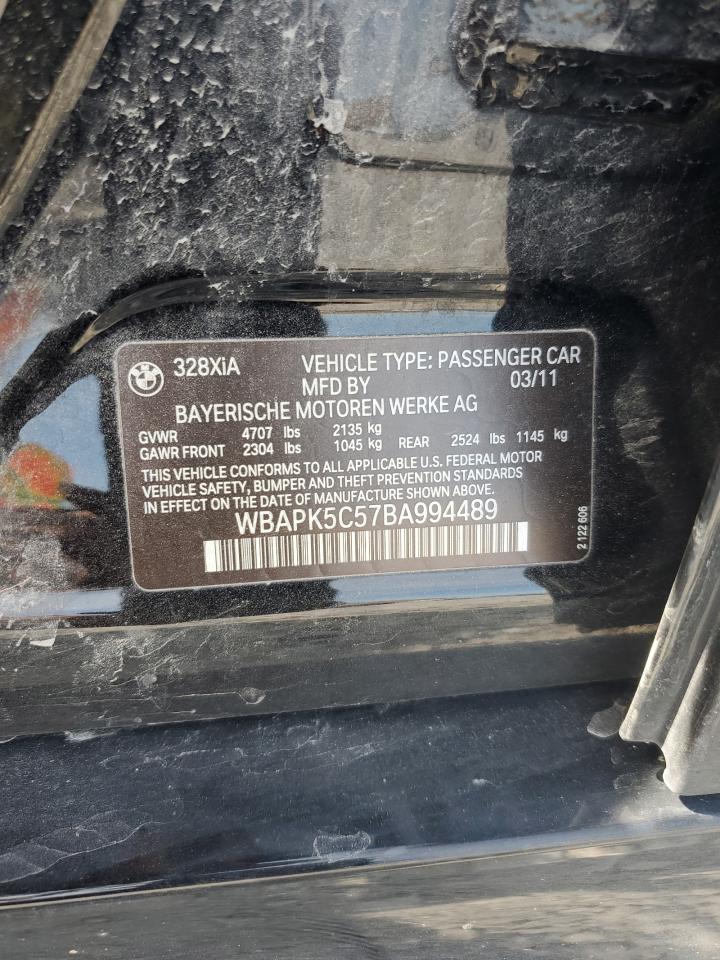 328XiA VEHICLE TYPE: PASSENGER CAR
MFD BY 03/11
BAYERISCHE MOTOREN WERKE AG
GVWR 4707 lbs 2135 kg
GAWR FRONT 2304 lbs 1045 kg REAR 2524 lbs 1145 kg
THIS VEHICLE CONFORMS TO ALL APPLICABLE U.S. FEDERAL MOTOR
VEHICLE SAFETY, BUMPER AND THEFT PREVENTION STANDARDS
IN EFFECT ON THE DATE OF MANUFACTURE SHOWN ABOVE.
WBAPK5C57BA994489
2 122 606